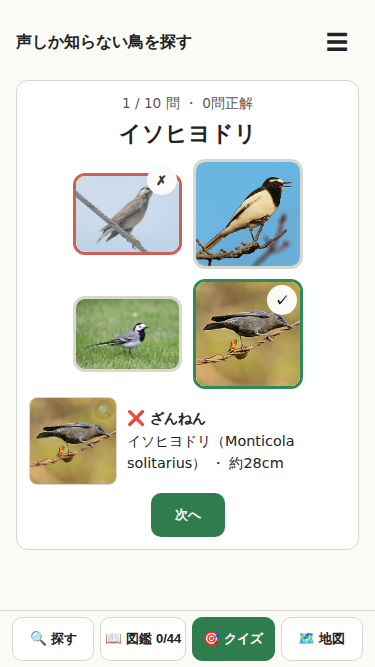 声しか知らない鳥を探す
☰
1 / 10 問 ・ 0問正解
イソヒヨドリ
✗
✓
❌ ざんねん
イソヒヨドリ（Monticola
solitarius） ・ 約28cm
次へ
🔍 探す
📖 図鑑 0/44
🎯 クイズ
🗺️ 地図